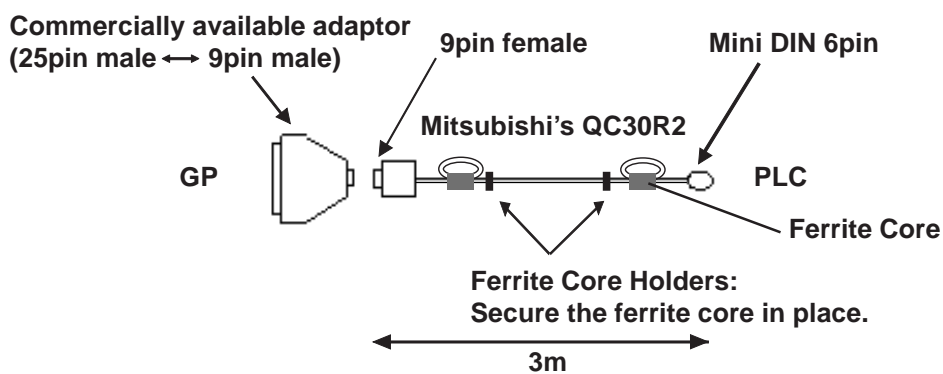 Commercially available adaptor
(25pin male ↔ 9pin male)
9pin female
Mini DIN 6pin
Mitsubishi's QC30R2
GP
PLC
Ferrite Core
Ferrite Core Holders:
Secure the ferrite core in place.
3m